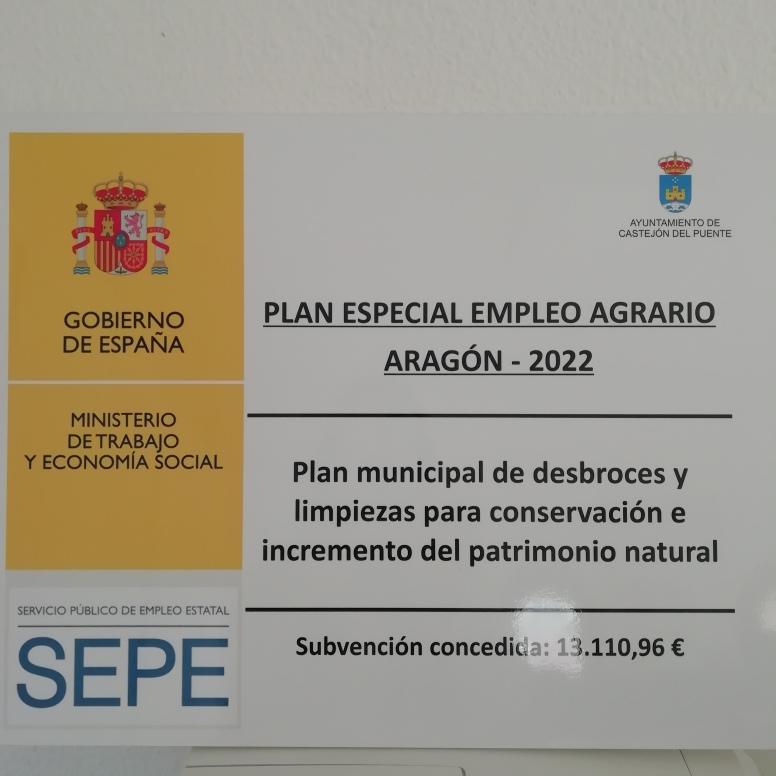 GOBIERNO
DE ESPAÑA
MINISTERIO
DE TRABAJO
Y ECONOMÍA SOCIAL
SERVICIO PÚBLICO DE EMPLEO ESTATAL
SEPE
AYUNTAMIENTO DE
CASTEJÓN DEL PUENTE
PLAN ESPECIAL EMPLEO AGRARIO
ARAGÓN - 2022
Plan municipal de desbroces y
limpiezas para conservación e
incremento del patrimonio natural
Subvención concedida: 13.110,96 €